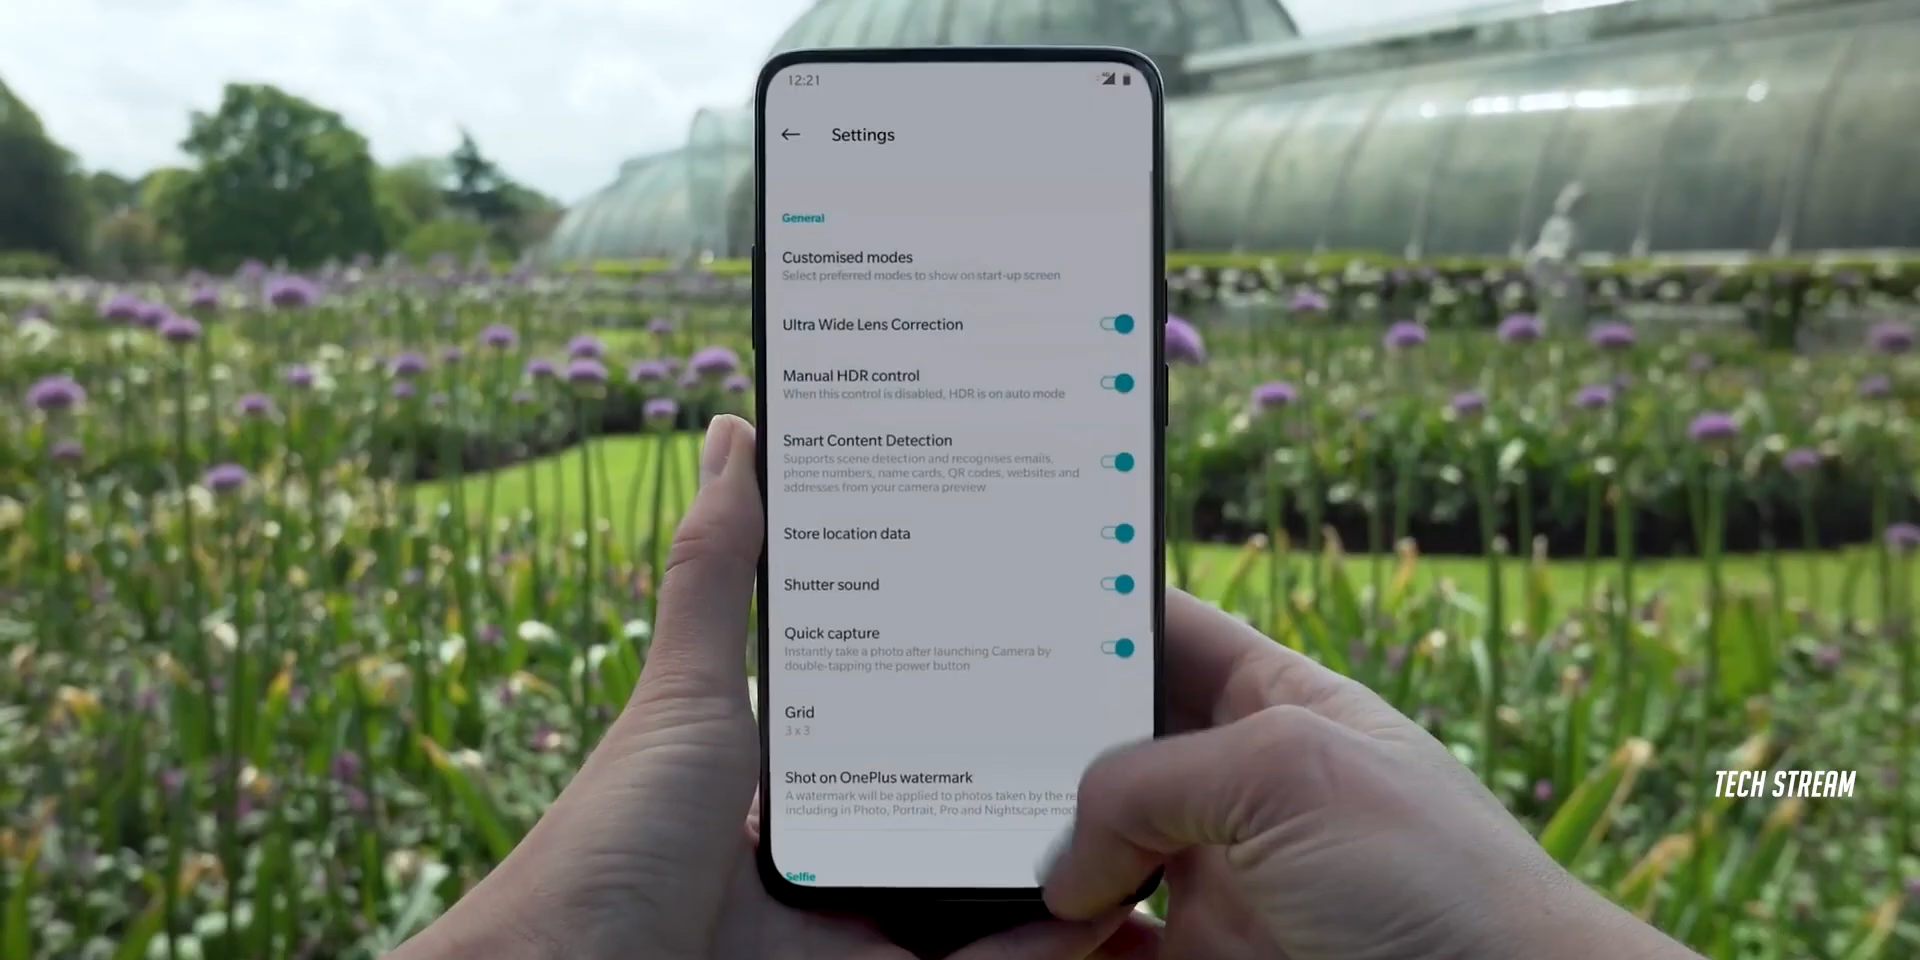 12:21
Settings
General
Customised modes
Select preferred modes to show on start-up screen
Ultra Wide Lens Correction
Manual HDR control
When this control is disabled, HDR is on auto mode
Smart Content Detection
Supports scene detection and recognises emails,
phone numbers, name cards, QR codes, websites and
addresses from your camera preview
Store location data
Shutter sound
Quick capture
Instantly take a photo after launching Camera by
double-tapping the power button
Grid
3 x 3
Shot on OnePlus watermark
A watermark will be applied to photos taken by the
including in Photo, Portrait, Pro and Nightscape
Selfie
TECH STREAM